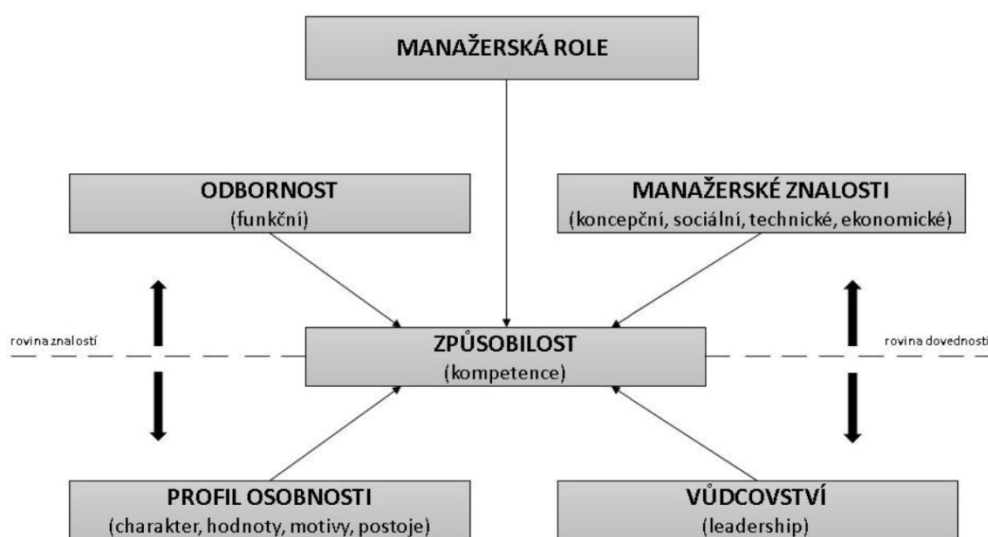 MANAŽERSKÁ ROLE
ODBORNOST
(funkční)
MANAŽERSKÉ ZNALOSTI
(koncepční, sociální, technické, ekonomické)
rovina znalostí
ZPŮSOBILOST
(kompetence)
rovina dovedností
PROFIL OSOBNOSTI
(charakter, hodnoty, motivy, postoje)
VŮDCOVSTVÍ
(leadership)